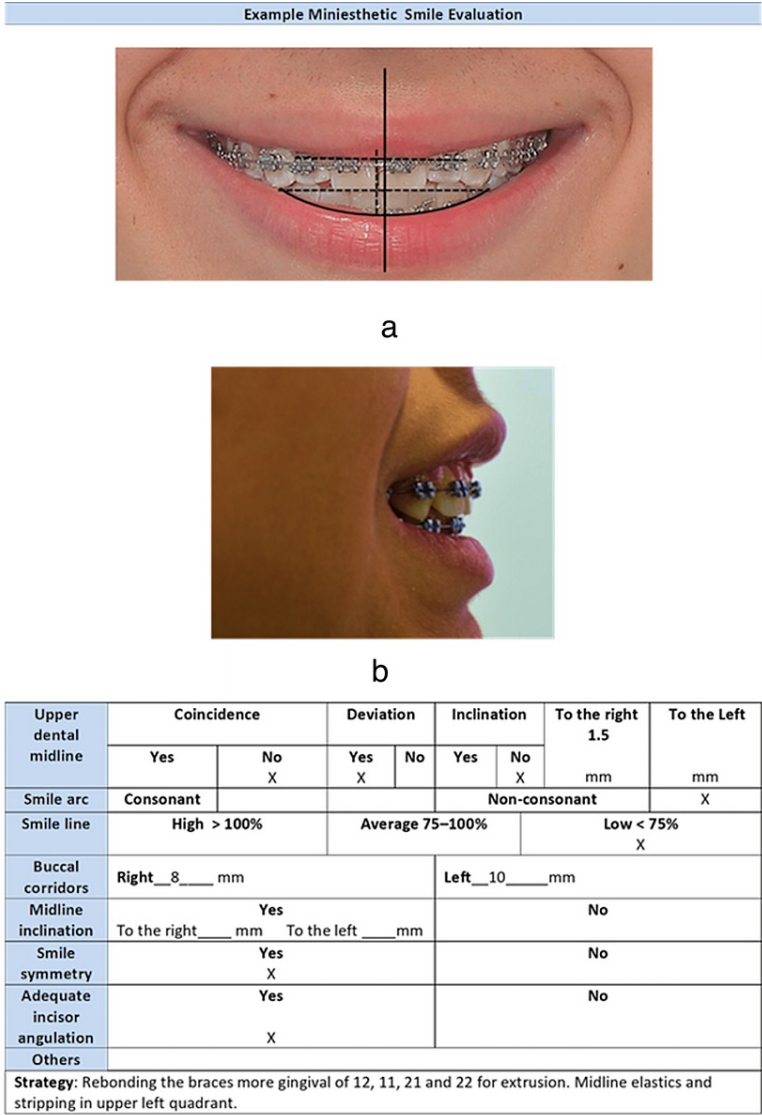 Example Miniesthetic Smile Evaluation
a
b
Upper dental midline Coincidence Deviation Inclination To the right 1.5 mm To the Left mm
Yes No X Yes X No Yes No X
Smile arc Consonant Non-consonant X
Smile line High > 100% Average 75–100% Low < 75% X
Buccal corridors Right__8____ mm Left__10_____mm
Midline inclination Yes No
To the right____ mm To the left ____mm
Smile symmetry Yes X No
Adequate incisor angulation Yes X No
Others
Strategy: Rebonding the braces more gingival of 12, 11, 21 and 22 for extrusion. Midline elastics and
stripping in upper left quadrant.